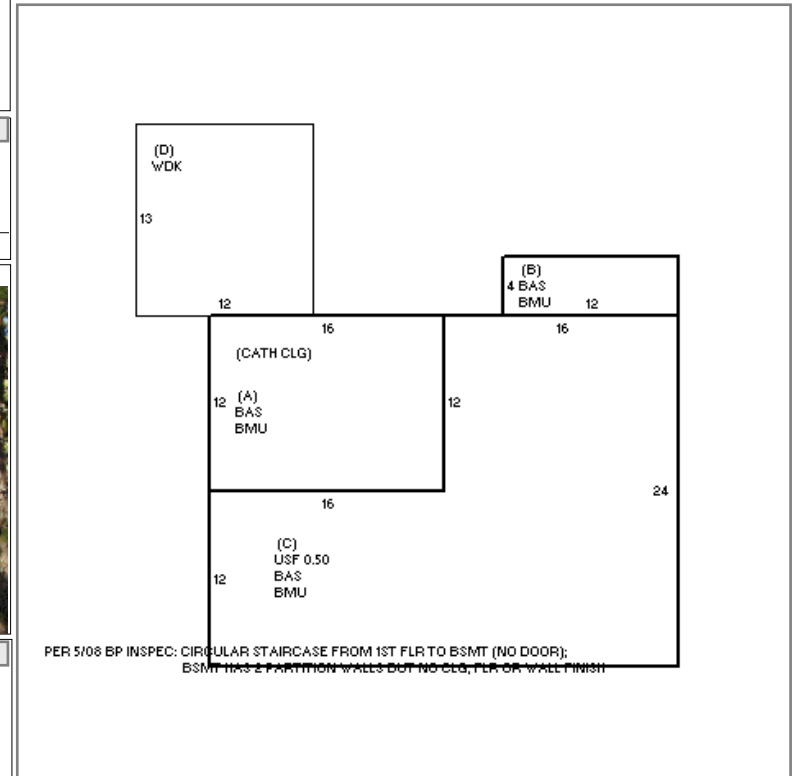 (D)
WDK
13
12
(B)
4 BAS
BMU 12
16
16
(CATH CLG)
12 (A)
BAS
BMU
12
16
24
(C)
USF 0.50
12 BAS
BMU
PER 5/08 BP INSPEC: CIRCULAR STAIRCASE FROM 1ST FLR TO BSMT (NO DOOR);
BSMT HAS 2 PARTITION WALLS BUT NO CLG, FLR OR WALL FINISH